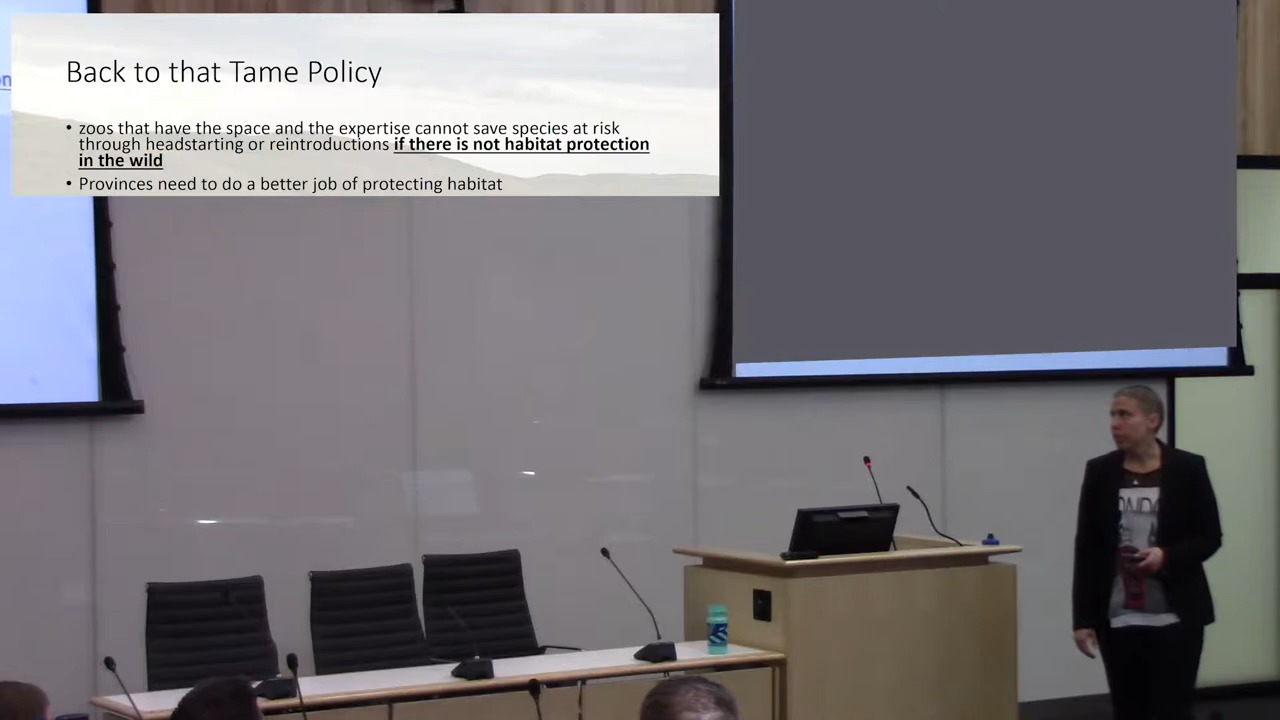 Back to that Tame Policy
• zoos that have the space and the expertise cannot save species at risk
through headstarting or reintroductions if there is not habitat protection
in the wild
• Provinces need to do a better job of protecting habitat
on